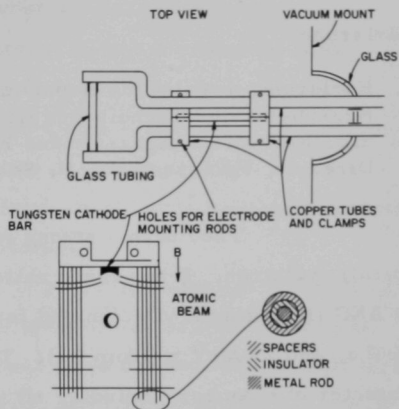 TOP VIEW
VACUUM MOUNT
GLASS
GLASS TUBING
TUNGSTEN CATHODE
BAR
HOLES FOR ELECTRODE
MOUNTING RODS
COPPER TUBES
AND CLAMPS
B
ATOMIC
BEAM
SPACERS
INSULATOR
METAL ROD